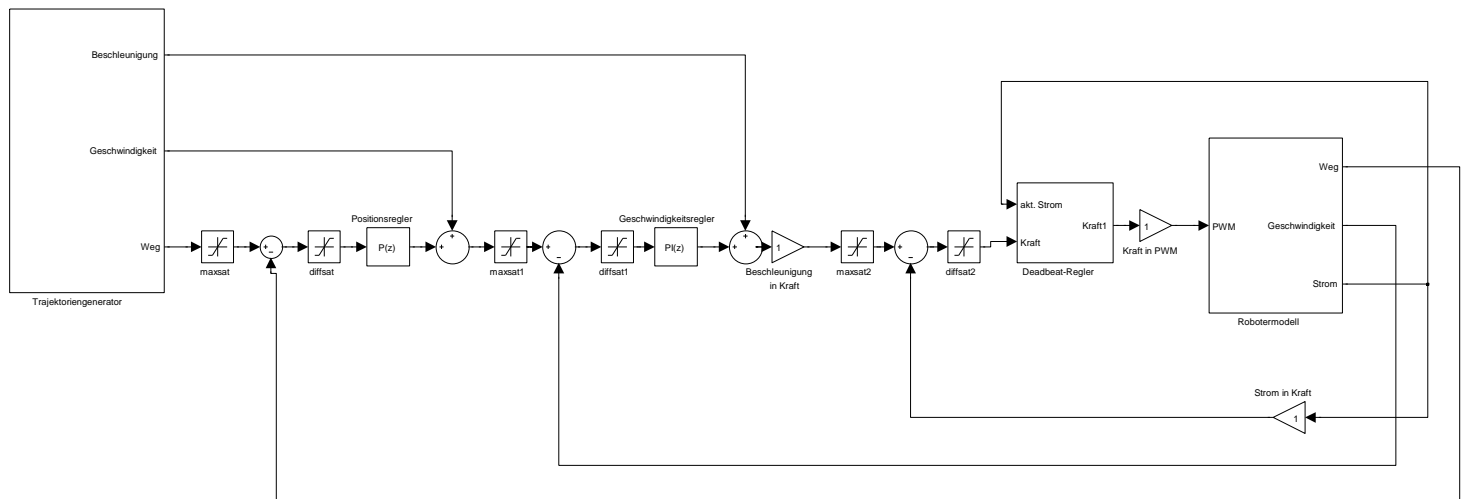 Beschleunigung
Geschwindigkeit
Weg
Trajektoriengenerator
maxsat
+
−
diffsat
Positionsregler
P(z)
+
+
maxsat1
+
−
diffsat1
Geschwindigkeitsregler
PI(z)
+
+
1
Beschleunigung
in Kraft
maxsat2
+
−
diffsat2
akt. Strom
Kraft
Kraft1
Deadbeat-Regler
1
Kraft in PWM
PWM
Weg
Geschwindigkeit
Strom
Robotermodell
Strom in Kraft
1